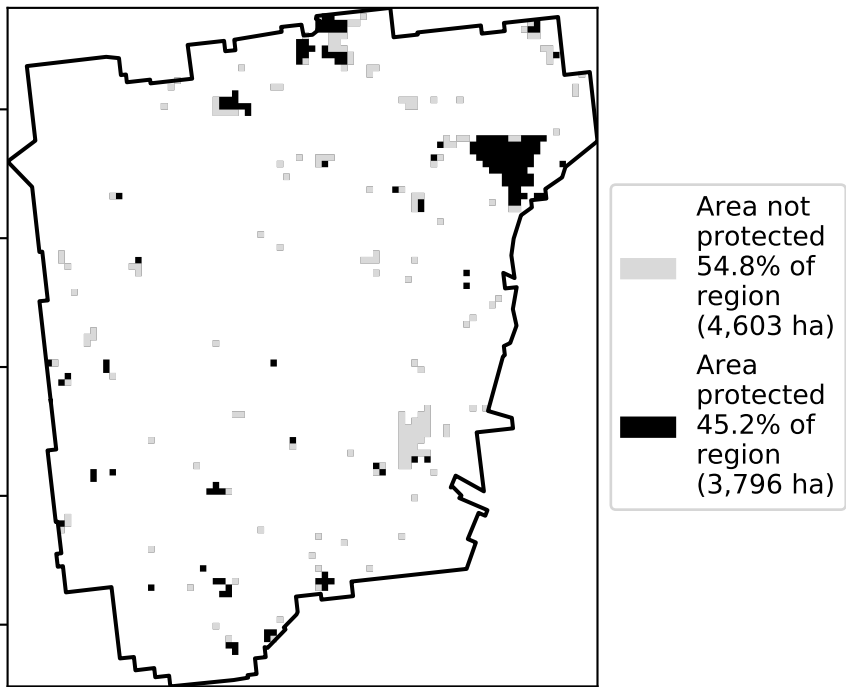 Area not
protected
54.8% of
region
(4,603 ha)
Area
protected
45.2% of
region
(3,796 ha)